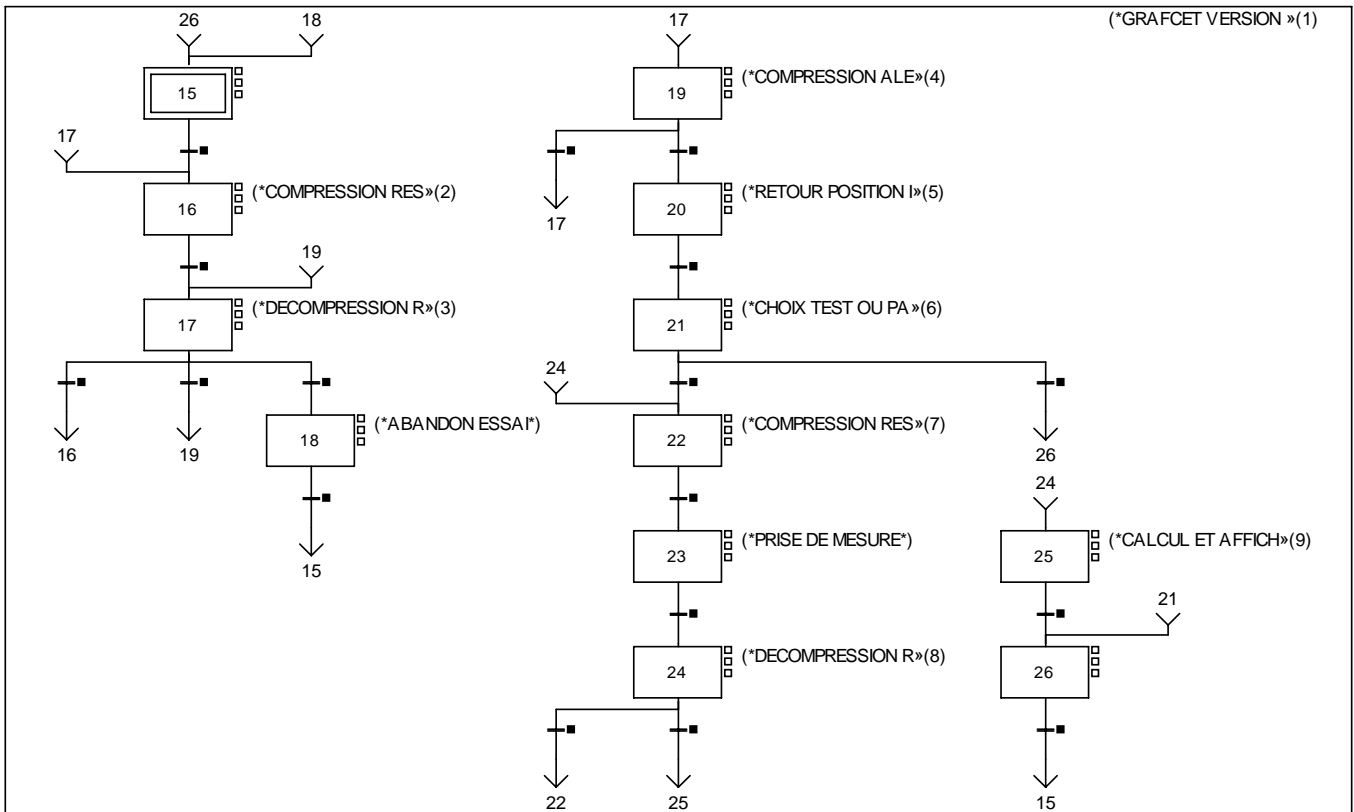 26 18 17 (*GRAFCET VERSION »(1)
15 19 (*COMPRESSION ALE»(4)
17
16 (*COMPRESSION RES»(2) 17 20 (*RETOUR POSITION I»(5)
19
17 (*DECOMPRESSION R»(3) 21 (*CHOIX TEST OU PA»(6)
24
16 19 18 (*ABANDON ESSAI*) 22 (*COMPRESSION RES»(7) 26
24
15 23 (*PRISE DE MESURE*) 25 (*CALCUL ET AFFICH»(9)
21
24 (*DECOMPRESSION R»(8) 26
22 25 15